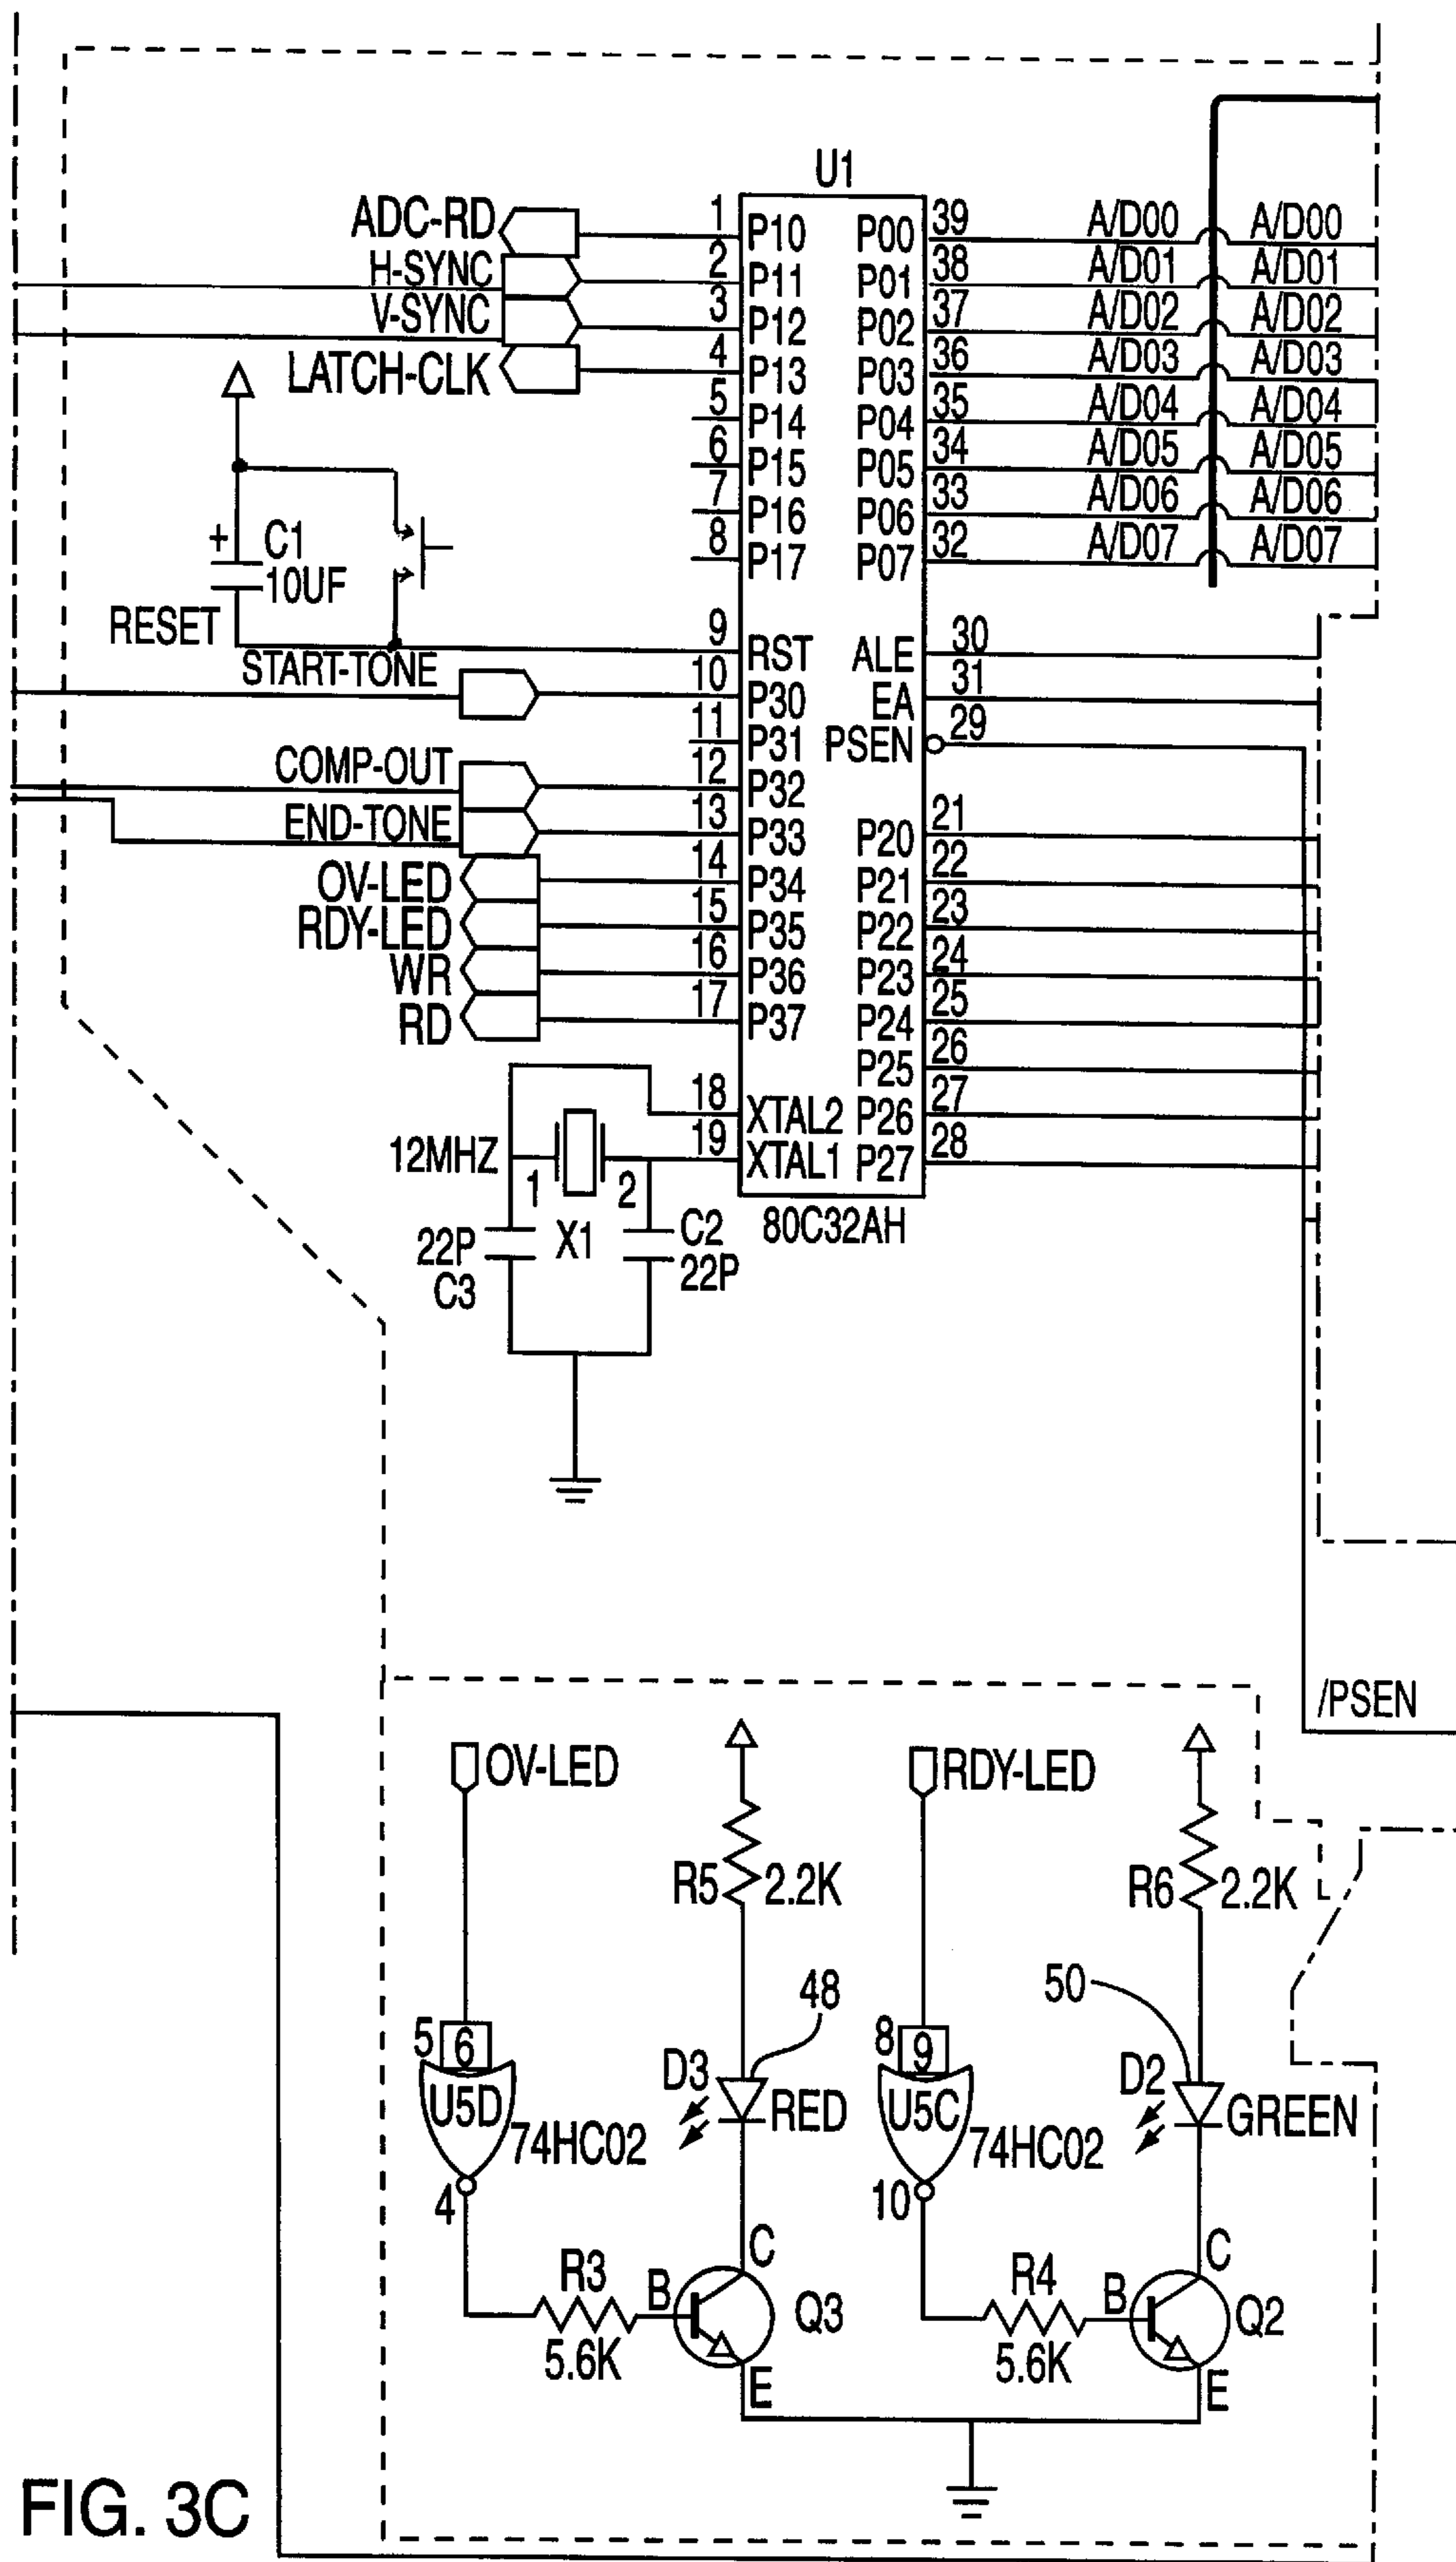 U1
ADC-RD 1 P10 P00 39 A/D00 A/D00
H-SYNC 2 P11 P01 38 A/D01 A/D01
V-SYNC 3 P12 P02 37 A/D02 A/D02
LATCH-CLK 4 P13 P03 36 A/D03 A/D03
5 P14 P04 35 A/D04 A/D04
6 P15 P05 34 A/D05 A/D05
7 P16 P06 33 A/D06 A/D06
8 P17 P07 32 A/D07 A/D07
+ C1
10UF
RESET 9 RST ALE 30
START-TONE 10 P30 EA 31
11 P31 PSEN 29
COMP-OUT 12 P32
END-TONE 13 P33 P20 21
OV-LED 14 P34 P21 22
RDY-LED 15 P35 P22 23
WR 16 P36 P23 24
RD 17 P37 P24 25
P25 26
18 XTAL2 P26 27
12MHZ 1 2 19 XTAL1 P27 28
80C32AH
22P X1 C2
C3 22P
/PSEN
OV-LED RDY-LED
R5 2.2K R6 2.2K
48 50
5 6 8 9
D3 RED D2 GREEN
U5D 74HC02 U5C 74HC02
4 10
C C
R3 B Q3 R4 B Q2
5.6K 5.6K
E E
FIG. 3C